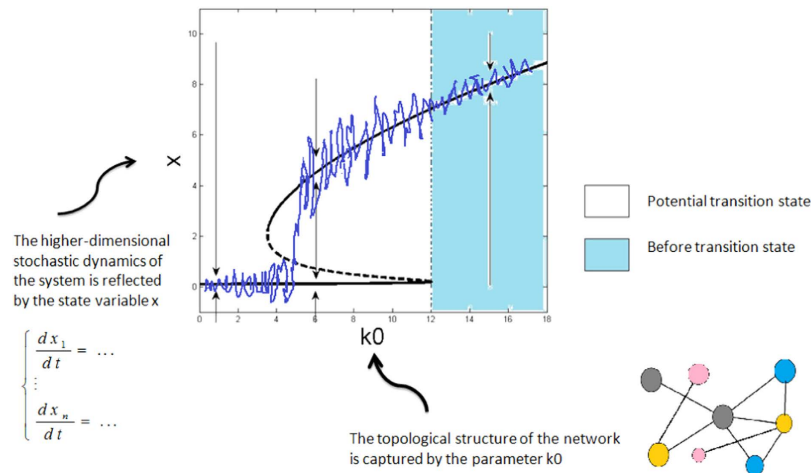 10
8
6
4
2
0
x
0 2 4 6 8 10 12 14 16 18
k0
Potential transition state
Before transition state
The higher-dimensional
stochastic dynamics of
the system is reflected
by the state variable x
dx₁/dt = ...
⋮
dxₙ/dt = ...
The topological structure of the network
is captured by the parameter k0